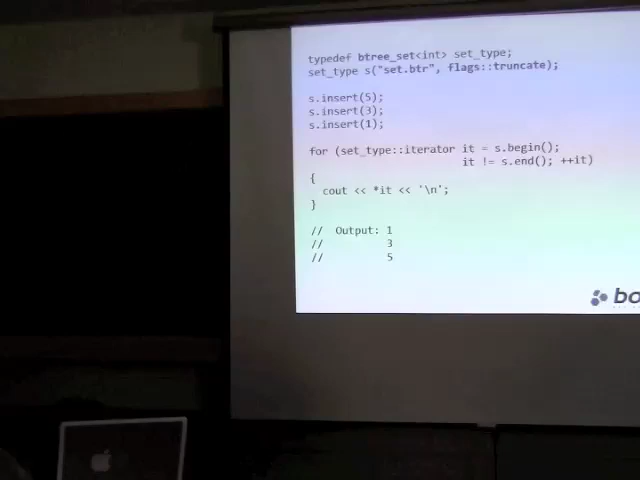 typedef btree_set<int> set_type;
set_type s("set.btr", flags::truncate);
s.insert(5);
s.insert(3);
s.insert(1);
for (set_type::iterator it = s.begin();
it != s.end(); ++it)
{
cout << *it << '\n';
}
// Output: 1
// 3
// 5
bo